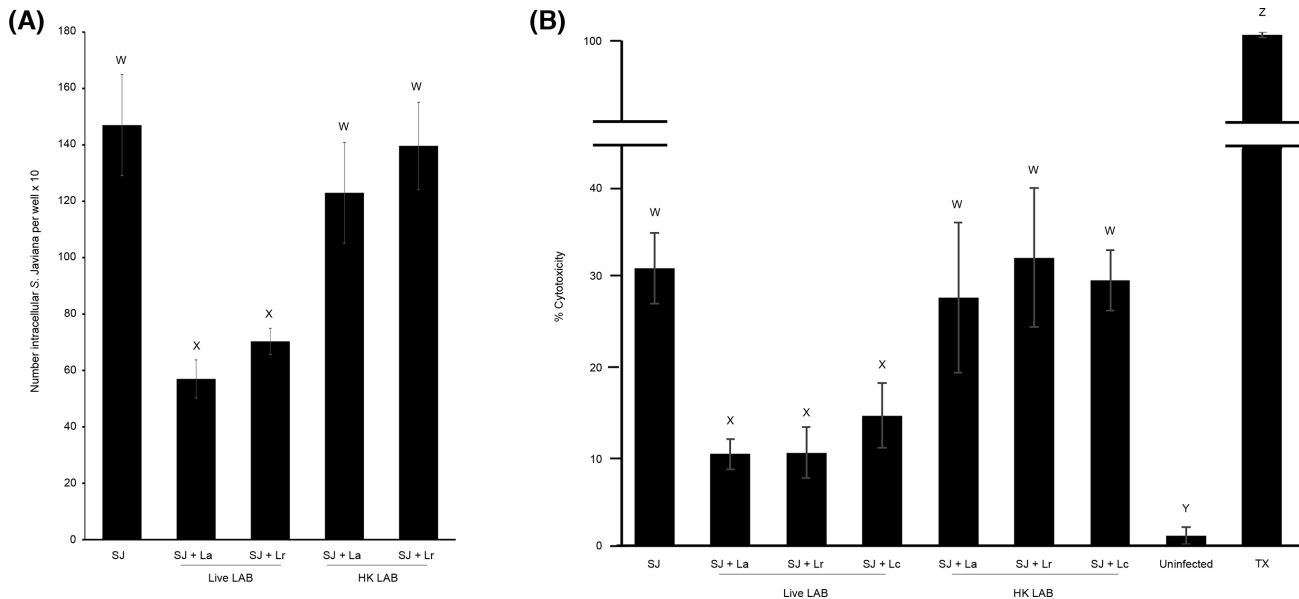 (A)
180
160
140
120
100
80
60
40
20
0
Number intracellular S. Javiana per well x 10
W
X
X
W
W
SJ
SJ + La
SJ + Lr
SJ + La
SJ + Lr
Live LAB
HK LAB
(B)
100
40
30
20
10
0
% Cytotoxicity
W
X
X
X
W
W
W
Y
Z
SJ
SJ + La
SJ + Lr
SJ + Lc
SJ + La
SJ + Lr
SJ + Lc
Uninfected
TX
Live LAB
HK LAB